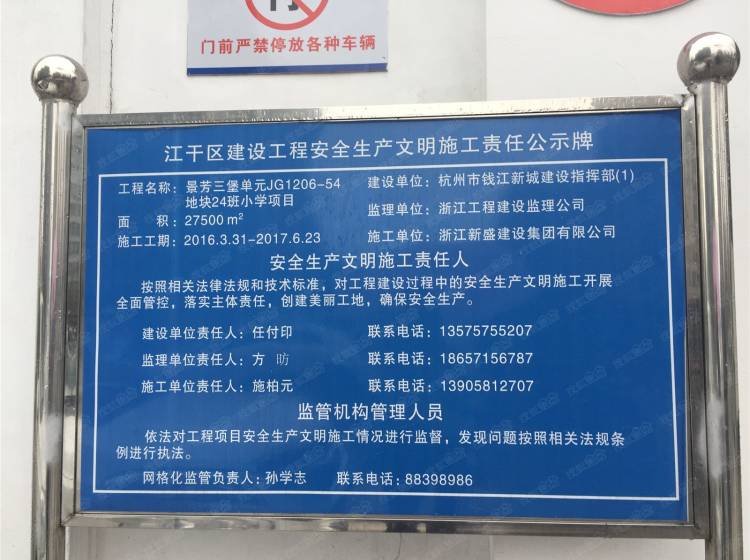 门前严禁停放各种车辆
江干区建设工程安全生产文明施工责任公示牌
工程名称：景芳三堡单元JG1206-54 建设单位：杭州市钱江新城建设指挥部(1)
地块24班小学项目
监理单位：浙江工程建设监理公司
面 积：27500㎡
施工工期：2016.3.31-2017.6.23 施工单位：浙江新盛建设集团有限公司
安全生产文明施工责任人
按照相关法律法规和技术标准，对工程建设过程中的安全生产文明施工开展
全面管控，落实主体责任，创建美丽工地，确保安全生产。
建设单位责任人：任付印 联系电话：13575755207
监理单位责任人：方 昉 联系电话：18657156787
施工单位责任人：施柏元 联系电话：13905812707
监管机构管理人员
依法对工程项目安全生产文明施工情况进行监督，发现问题按照相关法规条
例进行执法。
网格化监管负责人：孙学志 联系电话：88398986